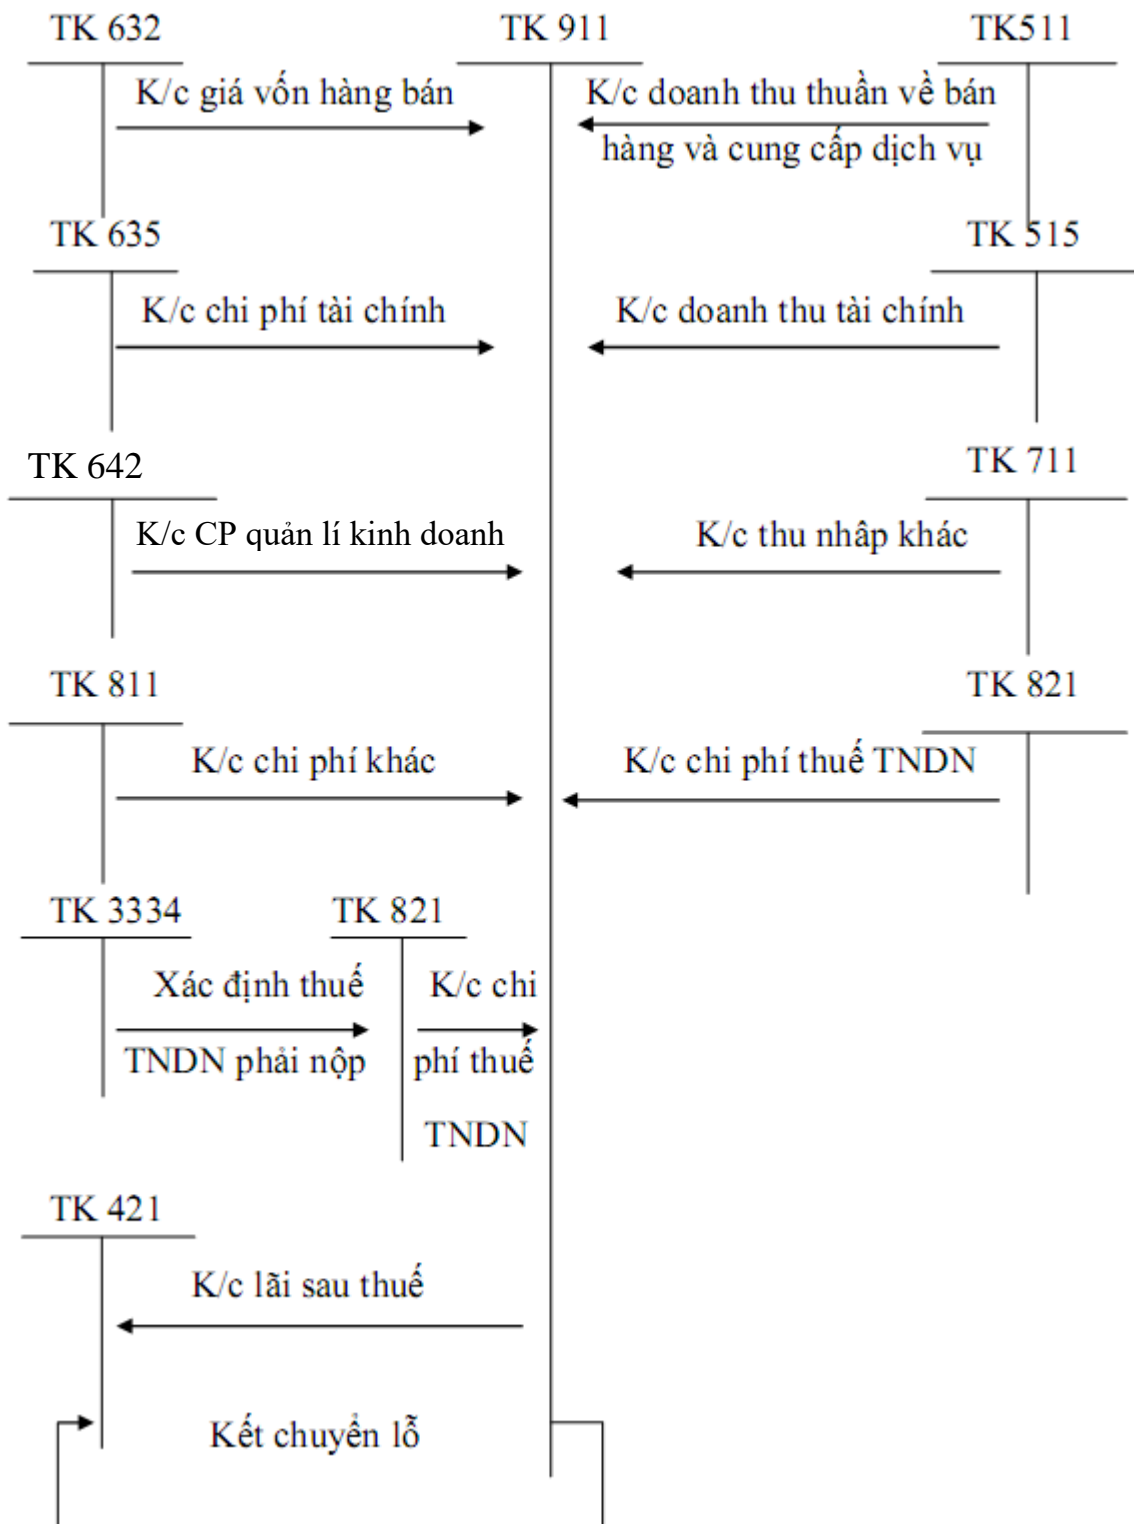 TK 632
TK 911
TK511
K/c giá vốn hàng bán
K/c doanh thu thuần về bán
hàng và cung cấp dịch vụ
TK 635
TK 515
K/c chi phí tài chính
K/c doanh thu tài chính
TK 642
TK 711
K/c CP quản lí kinh doanh
K/c thu nhâp khác
TK 811
TK 821
K/c chi phí khác
K/c chi phí thuế TNDN
TK 3334
TK 821
Xác định thuế
TNDN phải nộp
K/c chi
phí thuế
TNDN
TK 421
K/c lãi sau thuế
Kết chuyển lỗ